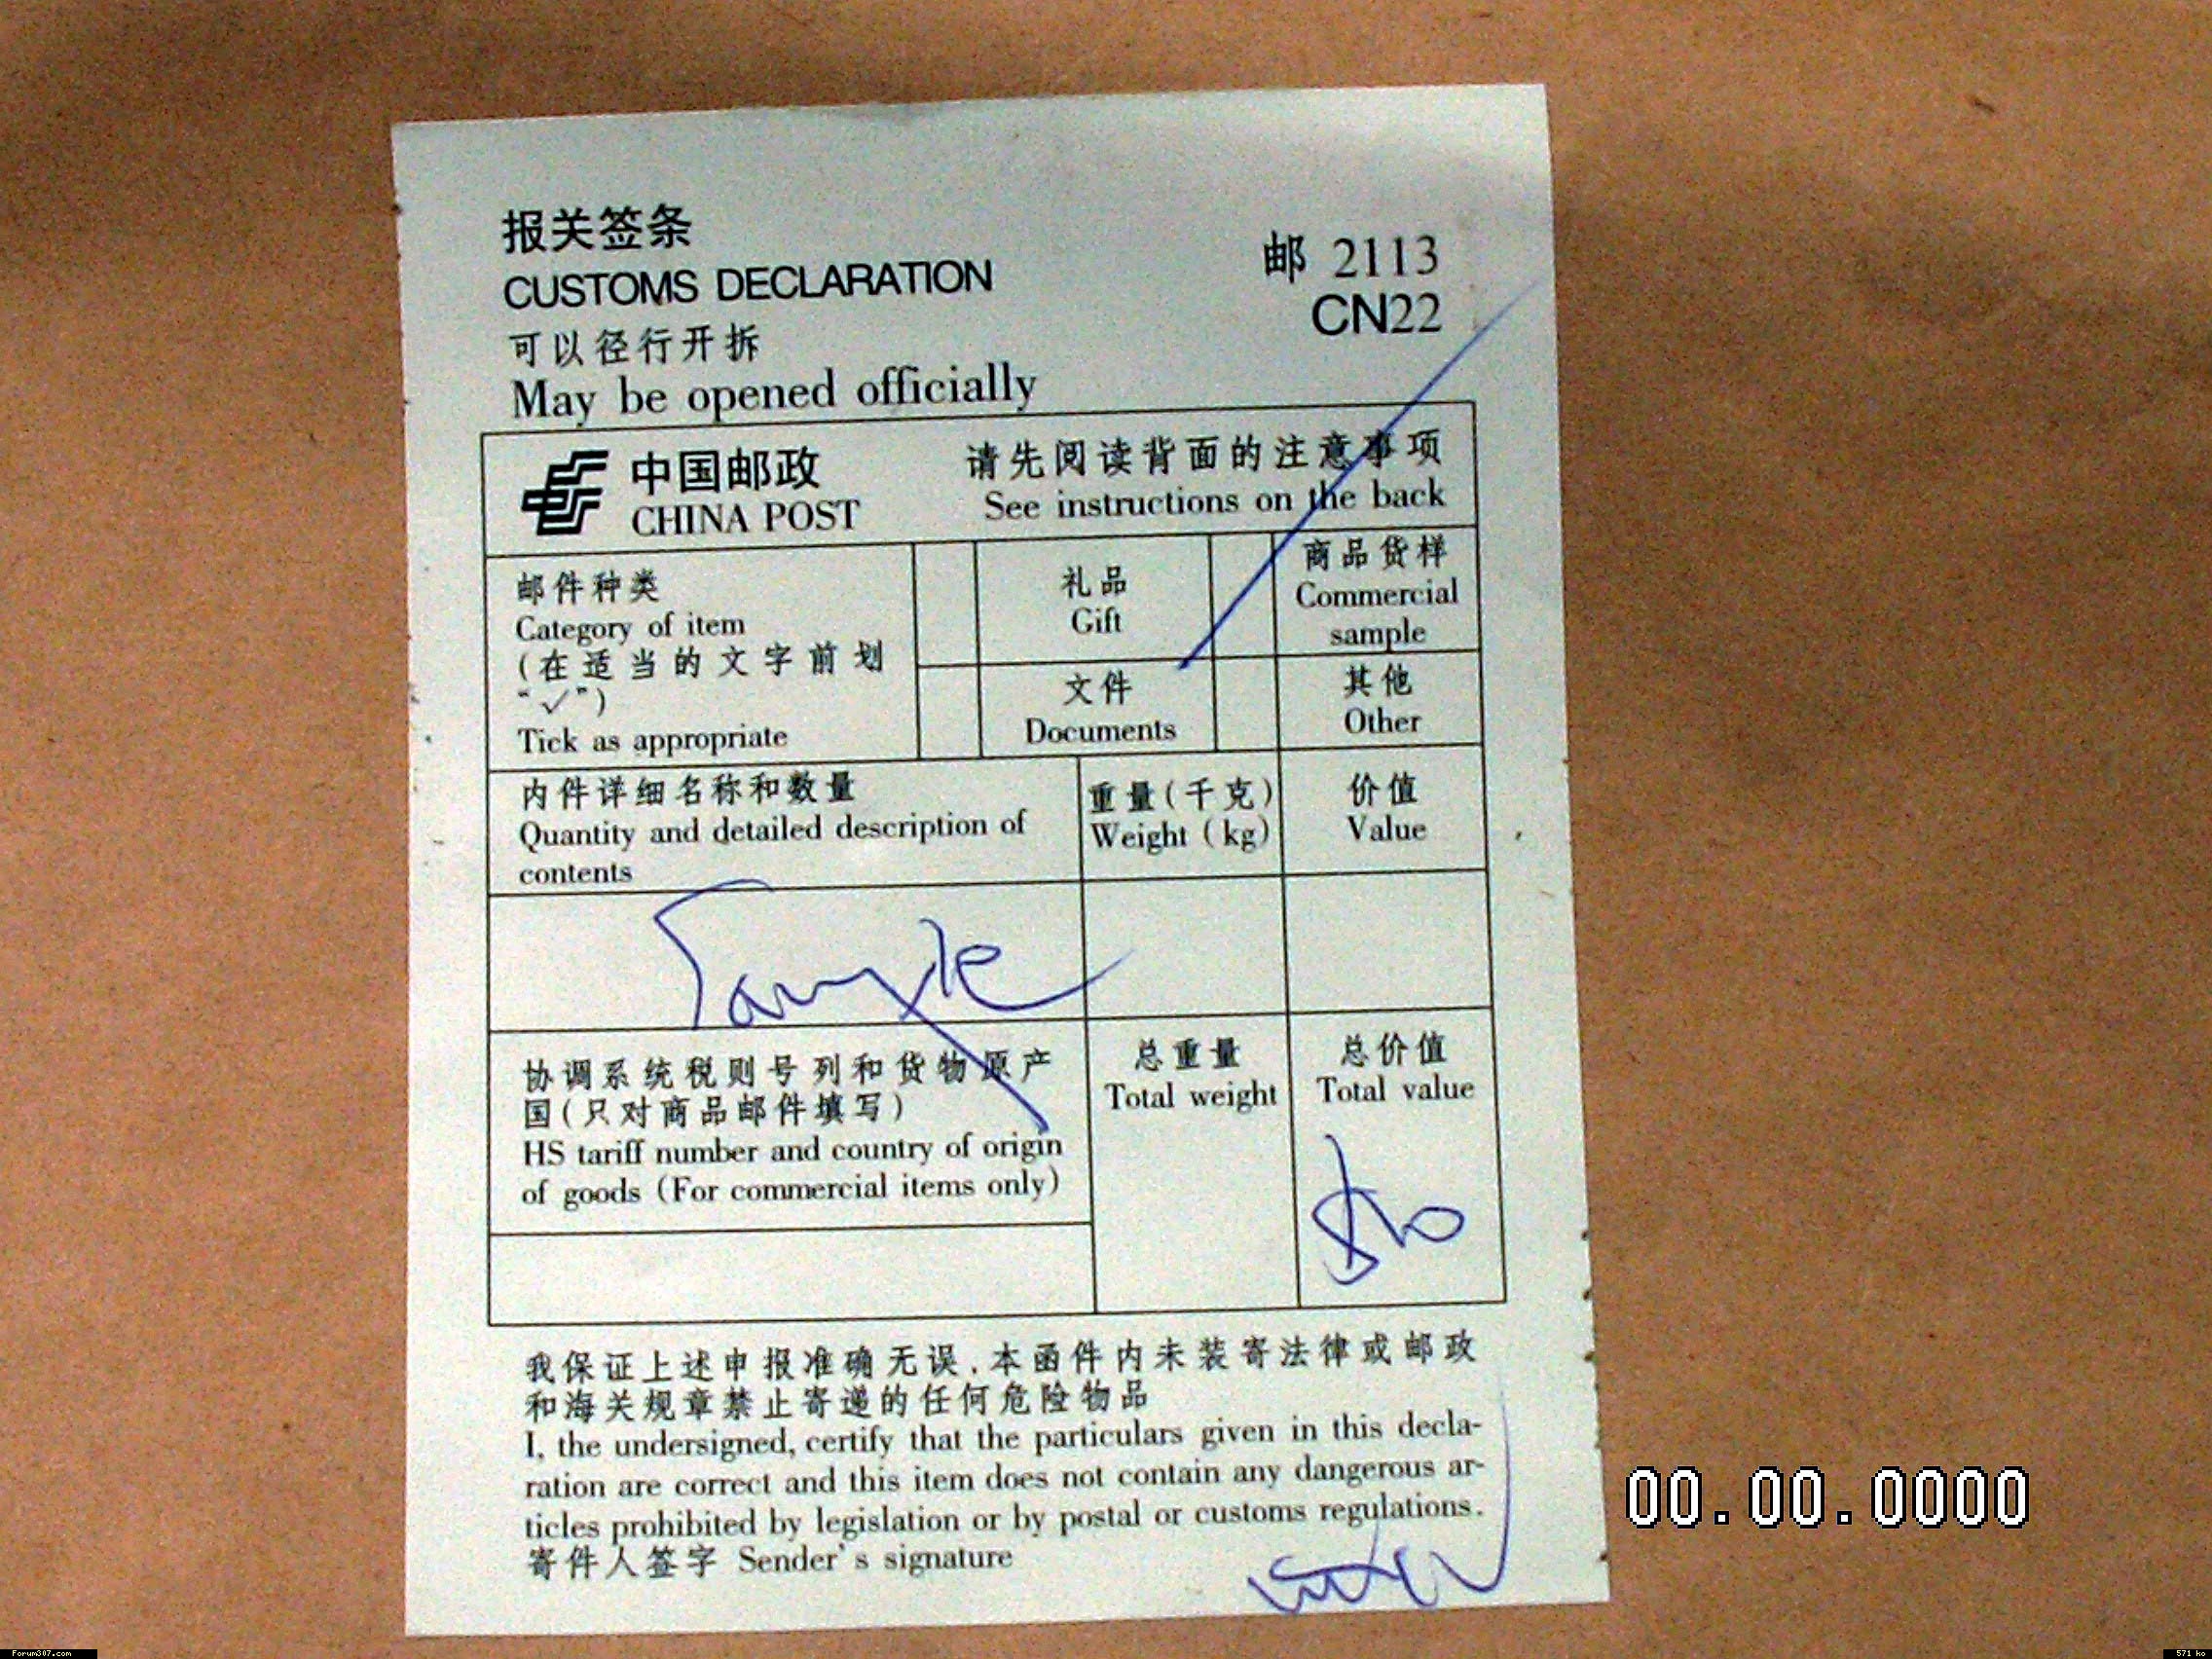 报关签条
CUSTOMS DECLARATION
可以径行开拆
May be opened officially
邮 2113
CN22
中国邮政
CHINA POST
请先阅读背面的注意事项
See instructions on the back
邮件种类
Category of item
(在适当的文字前划
“✓”)
Tick as appropriate
礼品
Gift
商品货样
Commercial
sample
文件
Documents
其他
Other
内件详细名称和数量
Quantity and detailed description of
contents
重量(千克)
Weight (kg)
价值
Value
Sample
协调系统税则号列和货物原产
国(只对商品邮件填写)
HS tariff number and country of origin
of goods (For commercial items only)
总重量
Total weight
总价值
Total value
$10
我保证上述申报准确无误.本函件内未装寄法律或邮政
和海关规章禁止寄递的任何危险物品
I, the undersigned, certify that the particulars given in this decla-
ration are correct and this item does not contain any dangerous ar-
ticles prohibited by legislation or by postal or customs regulations.
寄件人签字 Sender's signature
00.00.0000
Forum307.com
571 ko